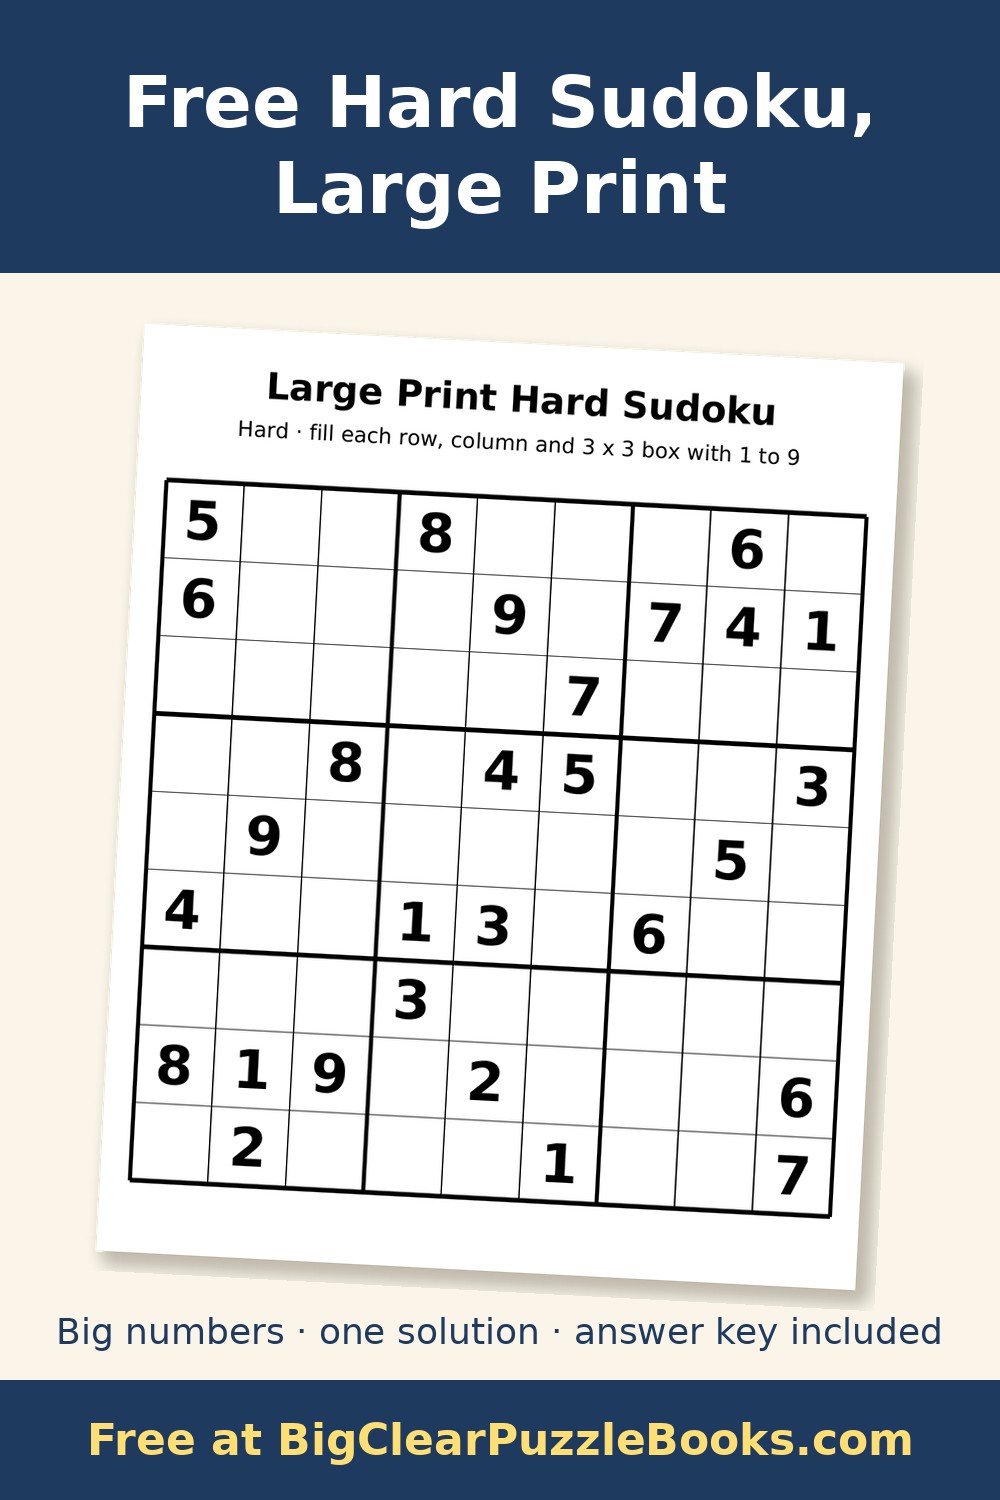 Free Hard Sudoku,
Large Print
Large Print Hard Sudoku
Hard · fill each row, column and 3 x 3 box with 1 to 9
5 8 6
6 9 7 4 1
7
8 4 5 3
9 5
4 1 3 6
3
8 1 9 2 6
2 1 7
Big numbers · one solution · answer key included
Free at BigClearPuzzleBooks.com